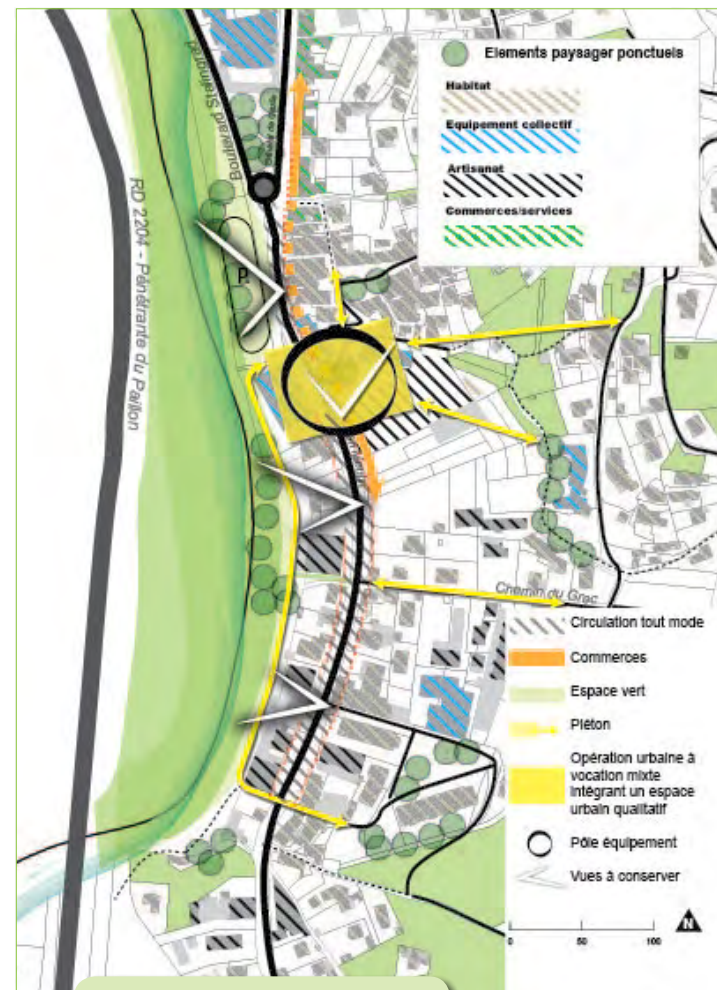 Elements paysager ponctuels
Habitat
Equipement collectif
Artisanat
Commerces/services
Boulevard Stalingrad
RD 2204 - Pénétrante du Paillon
P
Chemin du Grac
Circulation tout mode
Commerces
Espace vert
Piéton
Opération urbaine à
vocation mixte
intégrant un espace
urbain qualitatif
Pôle équipement
Vues à conserver
N
0 50 100